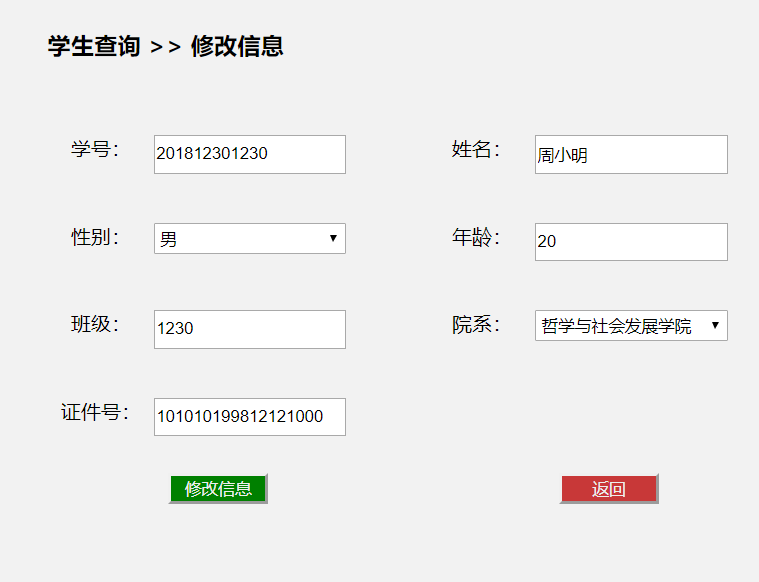 学生查询 >> 修改信息
学号： 201812301230 姓名： 周小明
性别： 男 年龄： 20
班级： 1230 院系： 哲学与社会发展学院
证件号： 101010199812121000
修改信息 返回